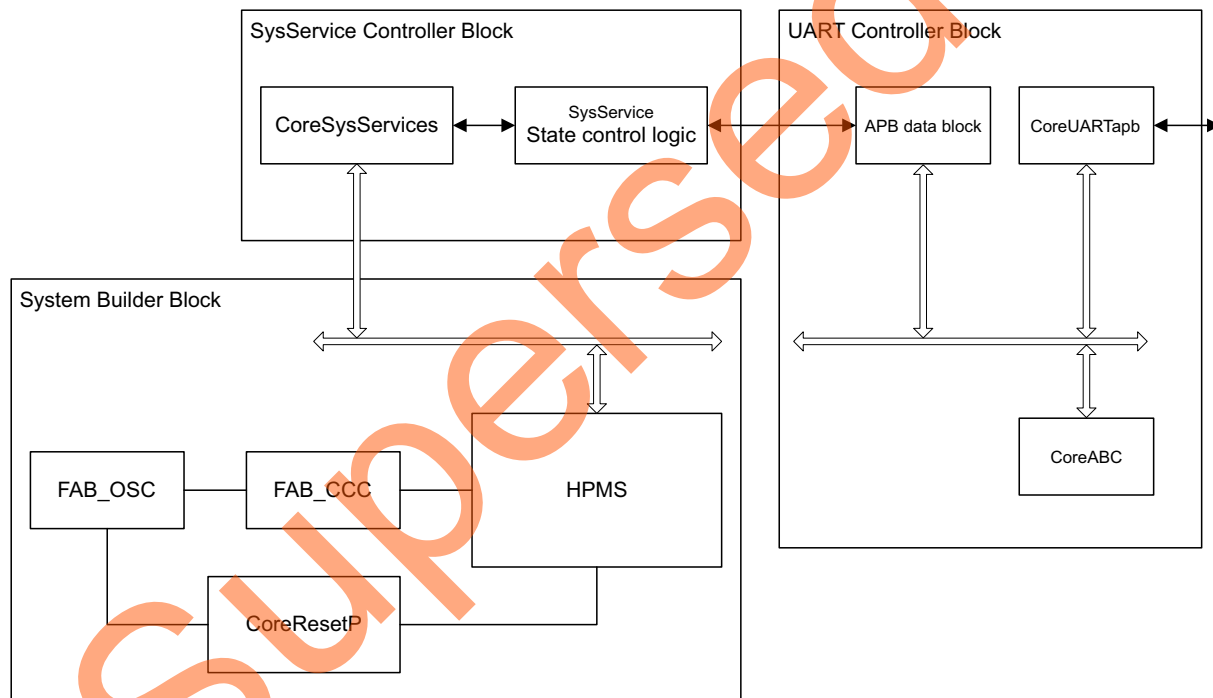 SysService Controller Block
UART Controller Block
CoreSysServices
SysService
State control logic
APB data block
CoreUARTapb
System Builder Block
CoreABC
FAB_OSC
FAB_CCC
HPMS
CoreResetP
Superseded